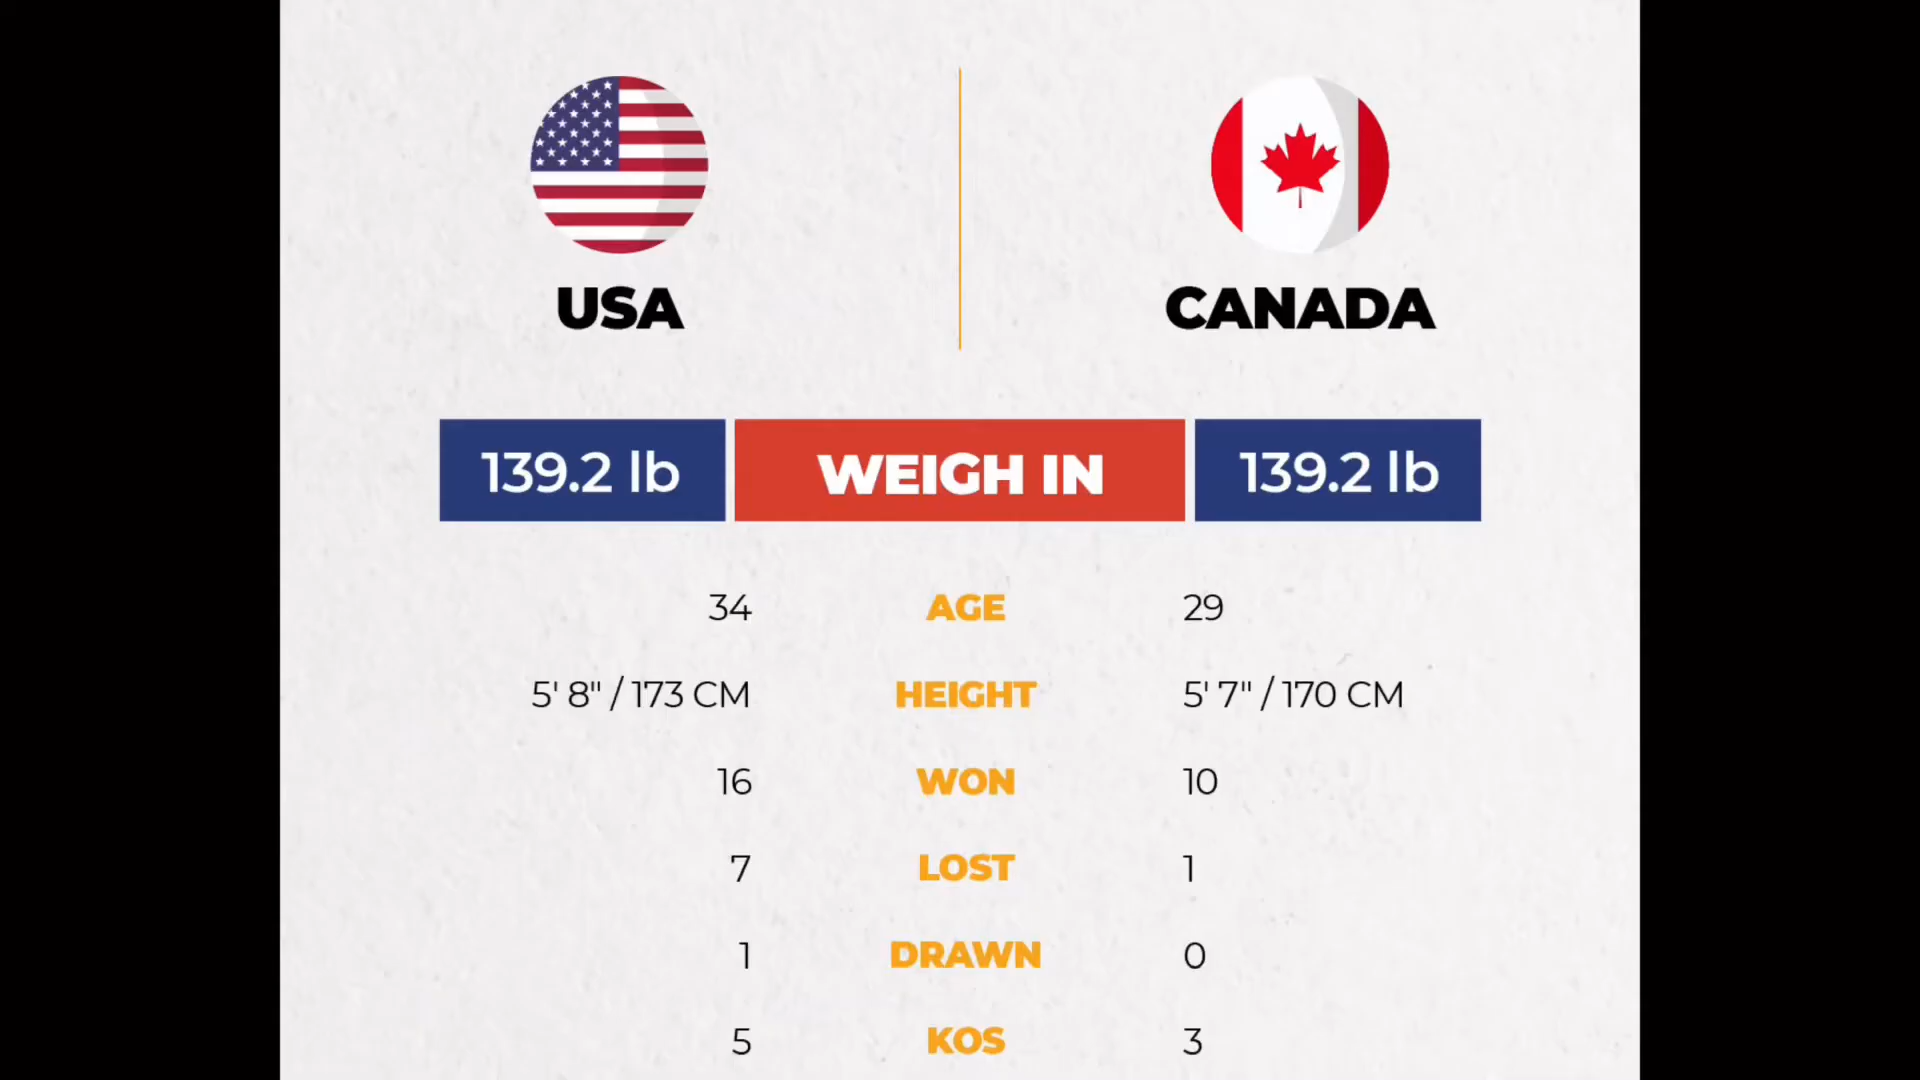 USA
CANADA
139.2 lb WEIGH IN 139.2 lb
34 AGE 29
5' 8" / 173 CM HEIGHT 5' 7" / 170 CM
16 WON 10
7 LOST 1
1 DRAWN 0
5 KOS 3